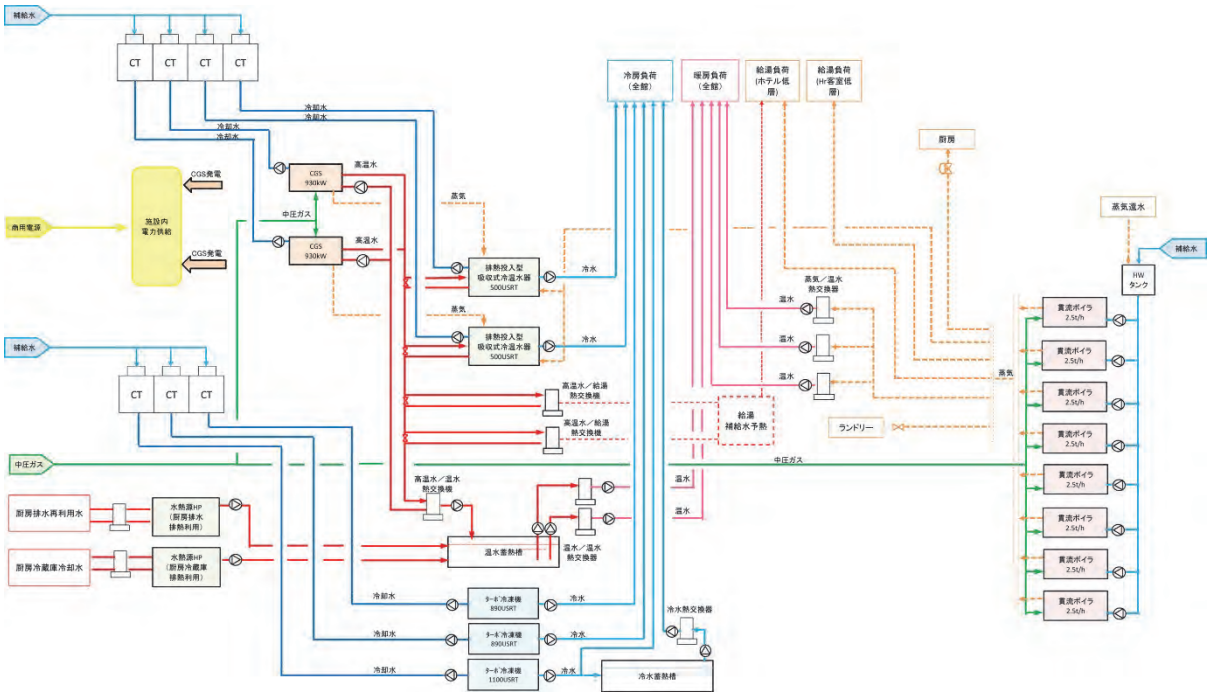 補給水
CT
CT
CT
CT
冷却水
冷却水
冷却水
冷却水
高温水
CGS
930kW
中圧ガス
高温水
CGS
930kW
蒸気
蒸気
CGS発電
施設内
電力供給
CGS発電
商用電源
排熱投入型
吸収式冷温水器
500USRT
冷水
排熱投入型
吸収式冷温水器
500USRT
冷水
冷房負荷
(全館)
暖房負荷
(全館)
給湯負荷
(ホテル低
層)
給湯負荷
(Hr客室低
層)
厨房
蒸気還水
補給水
HW
タンク
蒸気/温水
熱交換器
温水
温水
温水
蒸気
貫流ボイラ
2.5t/h
貫流ボイラ
2.5t/h
貫流ボイラ
2.5t/h
貫流ボイラ
2.5t/h
貫流ボイラ
2.5t/h
貫流ボイラ
2.5t/h
貫流ボイラ
2.5t/h
貫流ボイラ
2.5t/h
補給水
CT
CT
CT
高温水/給湯
熱交換機
高温水/給湯
熱交換機
給湯
補給水予熱
ランドリー
中圧ガス
中圧ガス
高温水/温水
熱交換機
温水
温水
厨房排水再利用水
水熱源HP
(厨房排水
排熱利用)
厨房冷蔵庫冷却水
水熱源HP
(厨房冷蔵庫
排熱利用)
温水蓄熱槽
温水/温水
熱交換器
冷却水
ターボ冷凍機
890USRT
冷水
冷却水
ターボ冷凍機
890USRT
冷水
冷却水
ターボ冷凍機
1100USRT
冷水
冷水熱交換器
冷水蓄熱槽